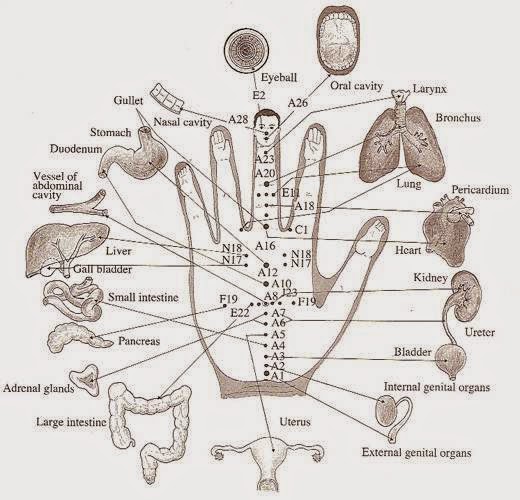 Eyeball
Oral cavity
E2
A26
Larynx
Gullet
Nasal cavity
A28
Bronchus
Stomach
Duodenum
A23
A20
Lung
Vessel of
abdominal
cavity
E11
A18
Pericardium
C1
A16
Heart
Liver
N18
N17
N18
N17
Gall bladder
A12
Kidney
A10
Small intestine
A8
J23
F19
F19
E22
A7
A6
Ureter
A5
Pancreas
A4
A3
Bladder
A2
A1
Adrenal glands
Internal genital organs
Large intestine
Uterus
External genital organs